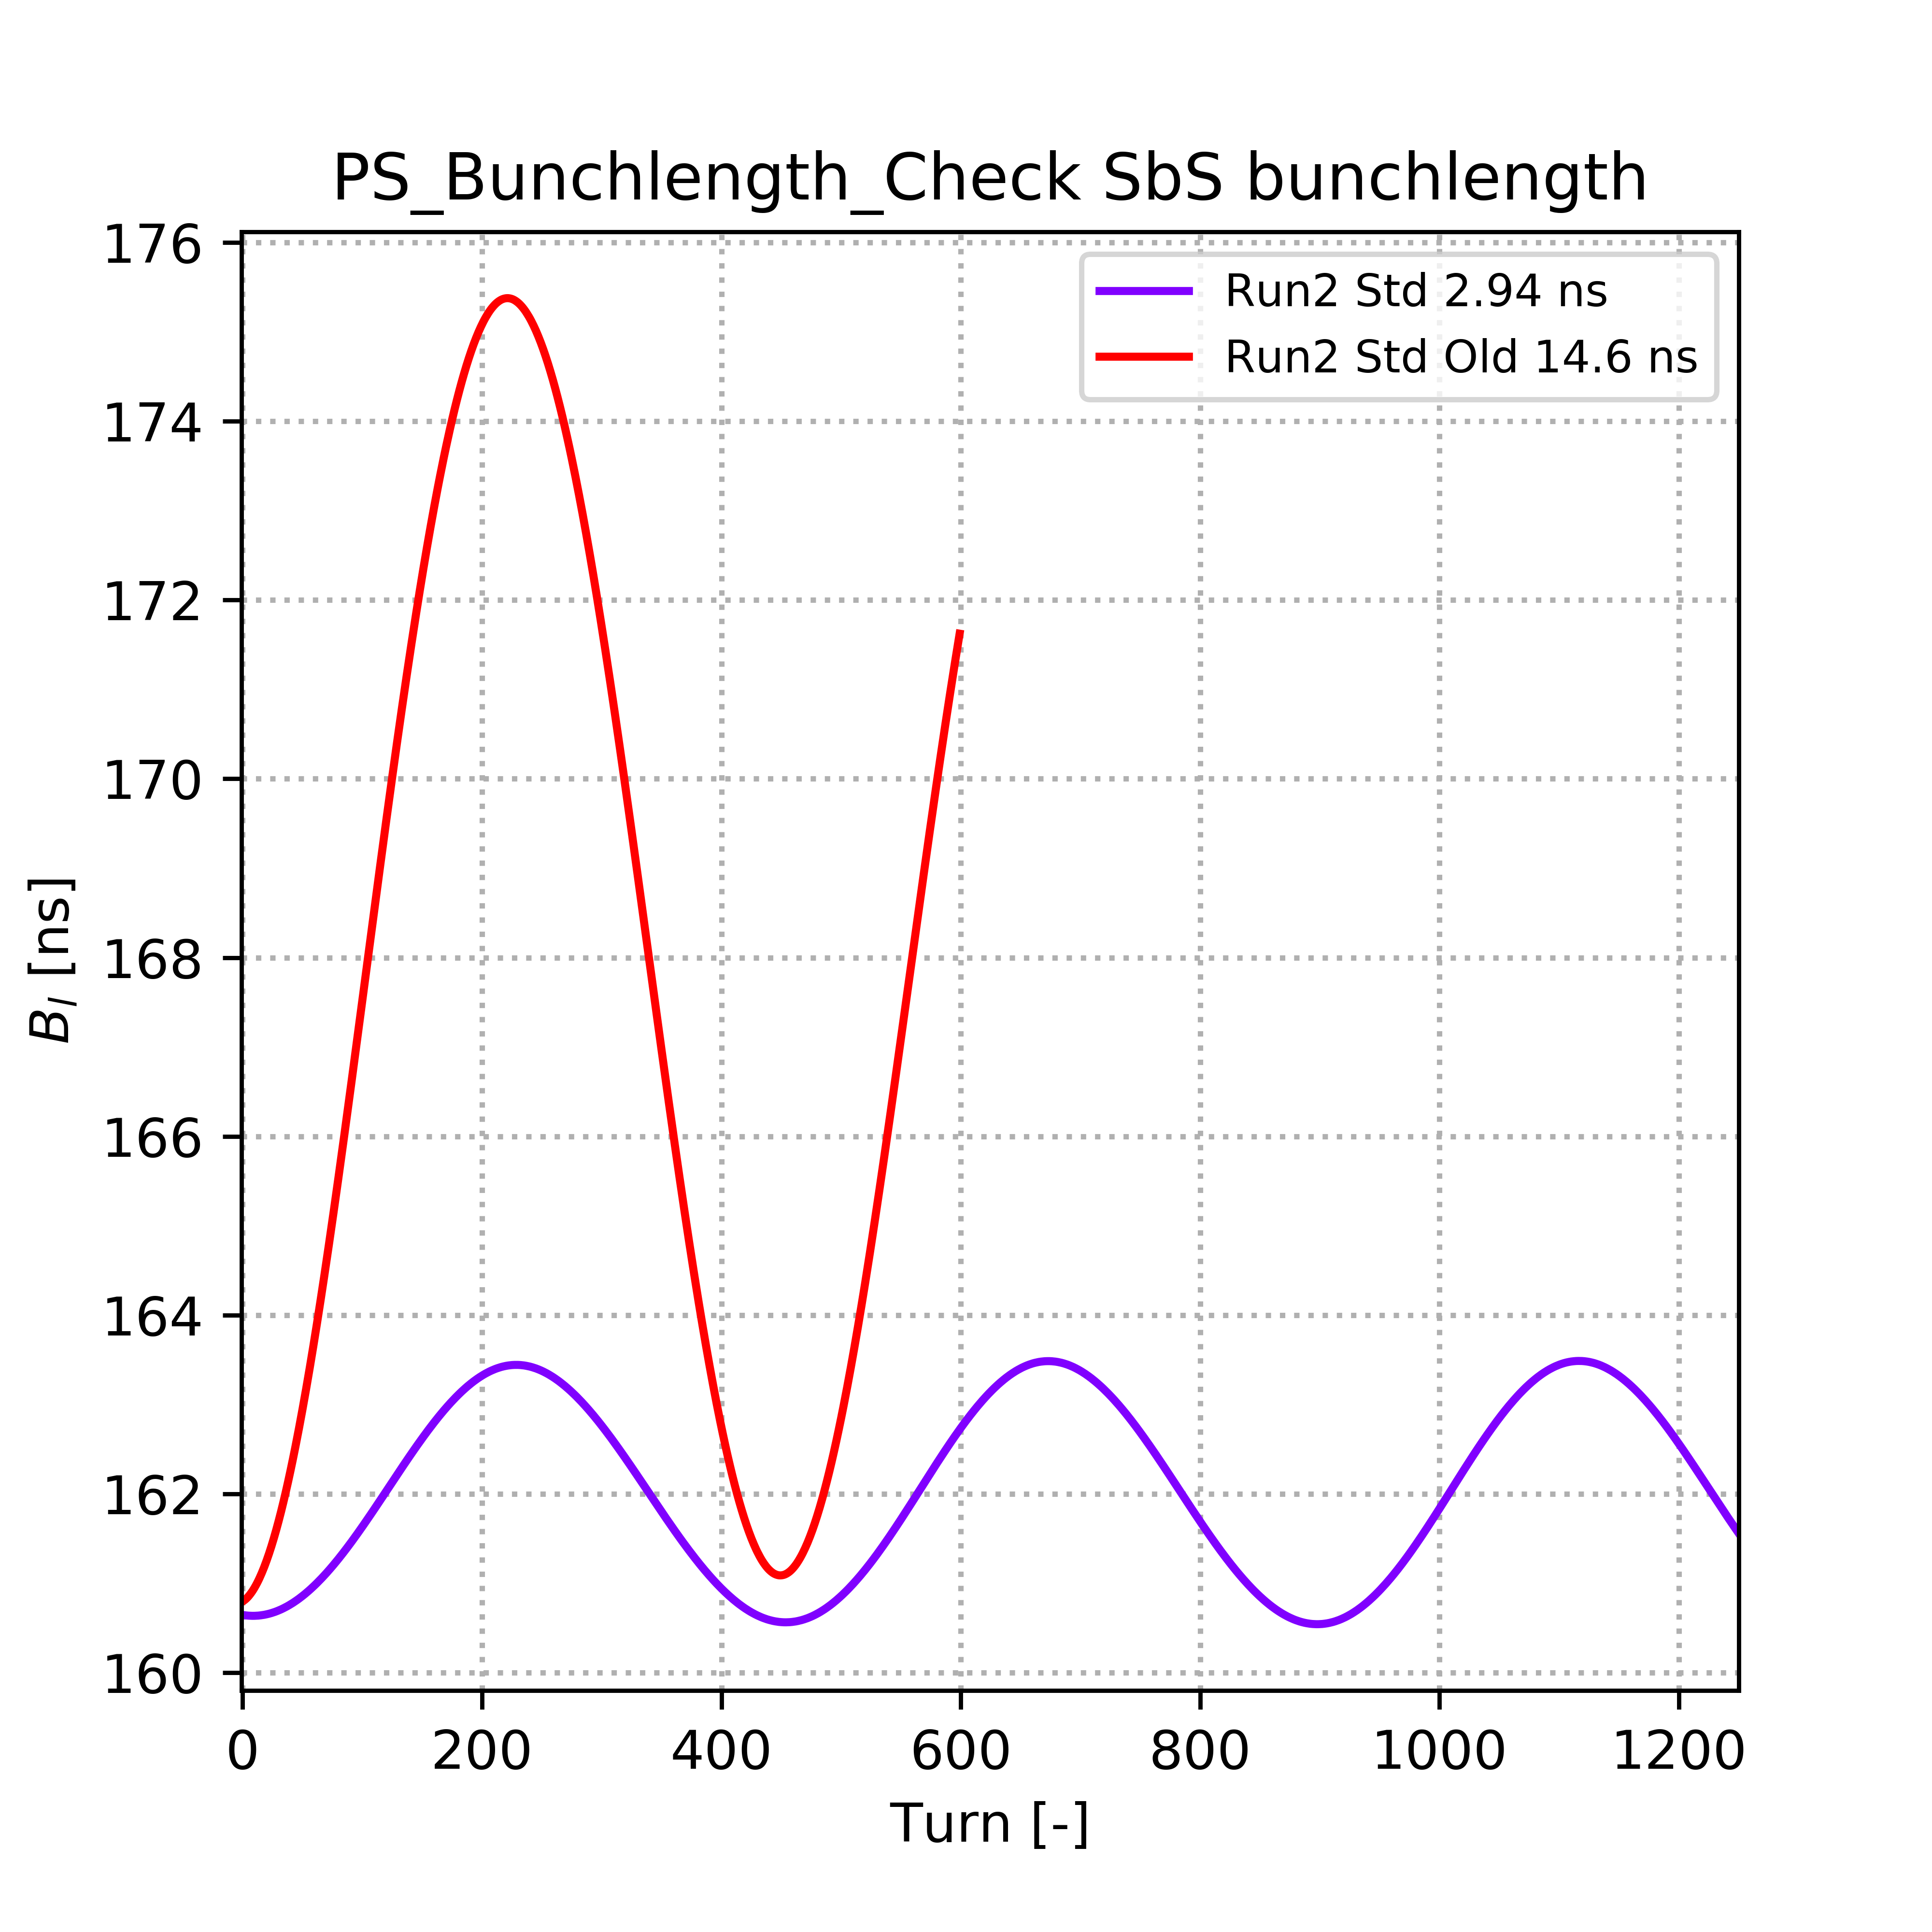 PS_Bunchlength_Check SbS bunchlength
Run2 Std 2.94 ns
Run2 Std Old 14.6 ns
176
174
172
170
168
166
164
162
160
B_l [ns]
0 200 400 600 800 1000 1200
Turn [-]